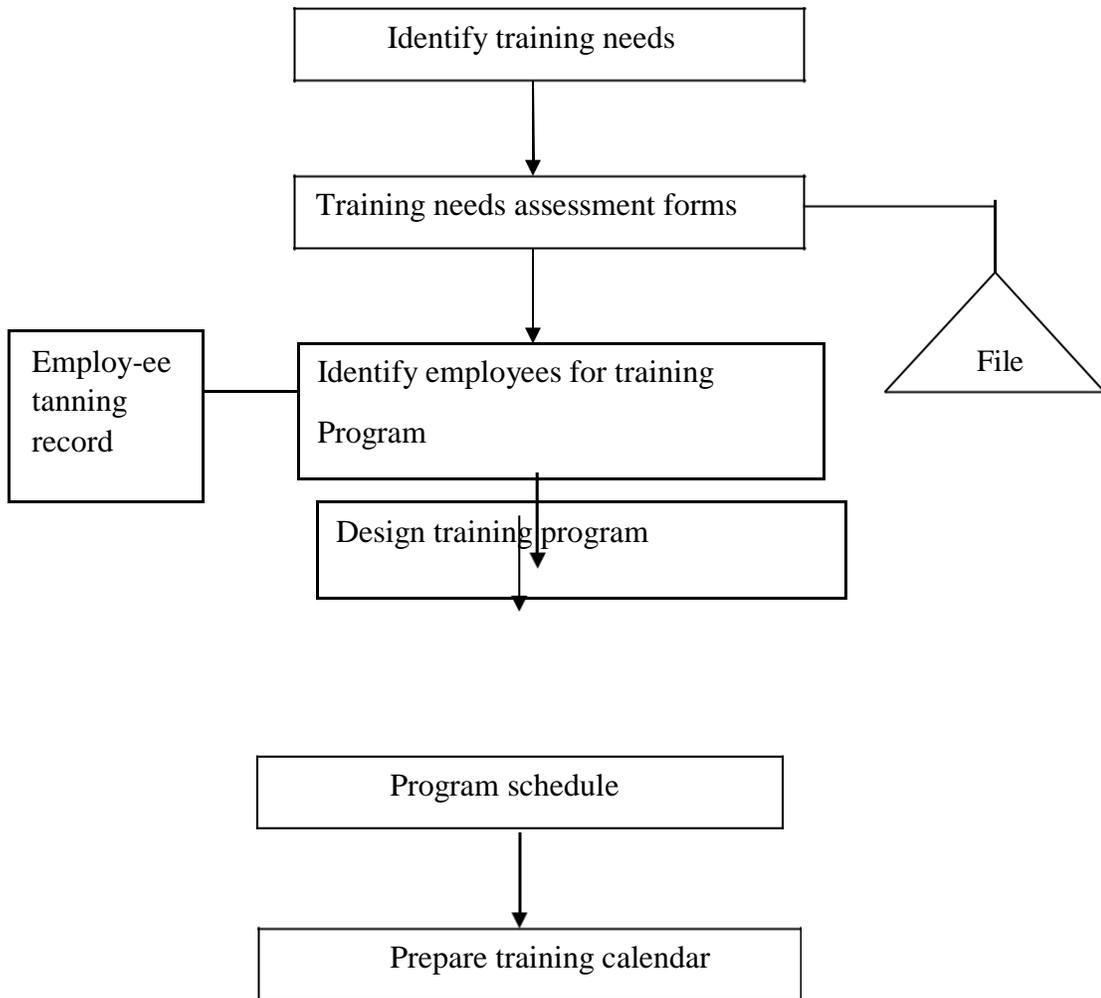 Identify training needs
Training needs assessment forms
File
Employ-ee
tanning
record
Identify employees for training
Program
Design training program
Program schedule
Prepare training calendar